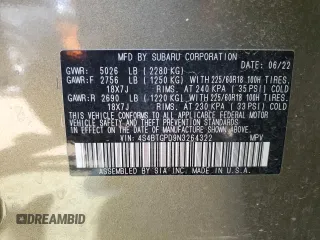 MFD. BY SUBARU CORPORATION 06/22
GVWR: 5026 LB (2280 KG)
GAWR:F 2756 LB (1250 KG) WITH 225/60R18 100H TIRES,
18X7J RIMS, AT 240 KPA (35 PSI) COLD
GAWR:R 2690 LB (1220 KG) WITH 225/60R18 100H TIRES,
18X7J RIMS, AT 230 KPA (33 PSI) COLD
THIS VEHICLE CONFORMS TO ALL APPLICABLE
FEDERAL MOTOR VEHICLE SAFETY,
BUMPER, AND THEFT PREVENTION
STANDARDS IN EFFECT ON THE DATE OF
MANUFACTURE SHOWN ABOVE.
VIN: 4S4BTGPD9N3264322 MPV
ASSEMBLED BY SIA IN U.S.A.
DREAMBID